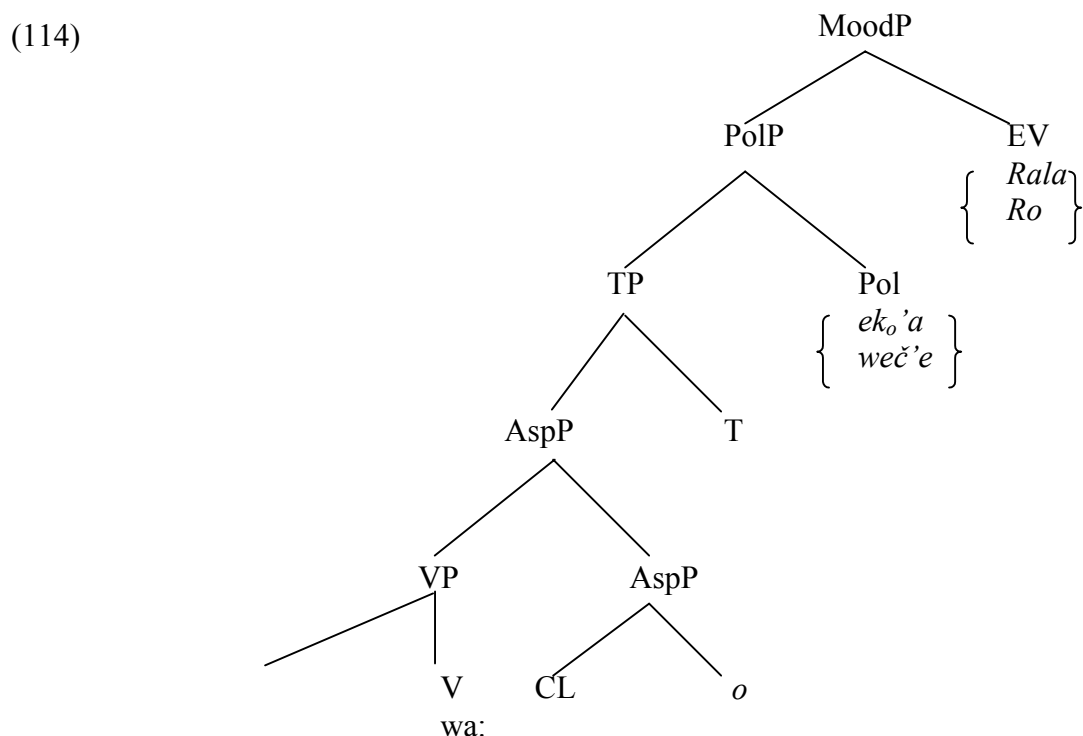 (114)
MoodP
PolP EV
Rala
Ro
TP Pol
ekₒ’a
weč’e
AspP T
VP AspP
V CL o
wa: